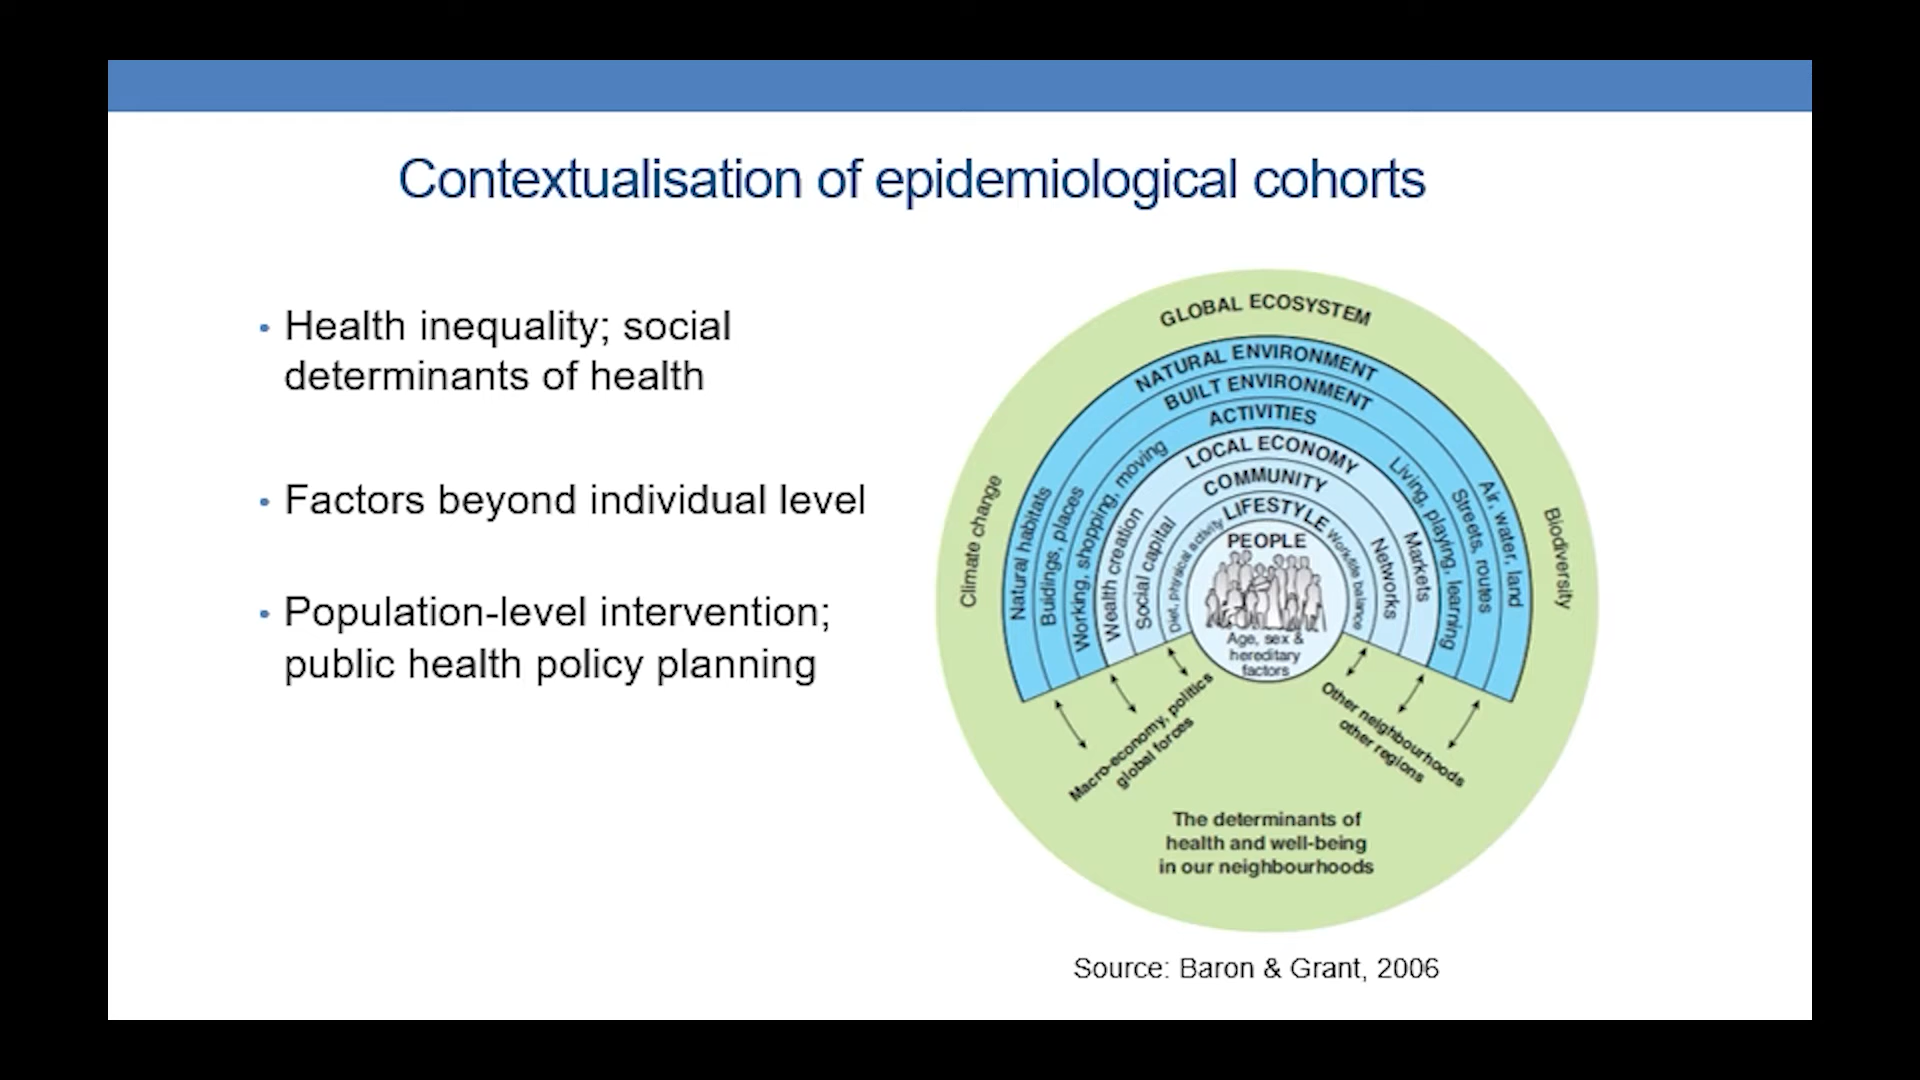 Contextualisation of epidemiological cohorts
• Health inequality; social
determinants of health
• Factors beyond individual level
• Population-level intervention;
public health policy planning
GLOBAL ECOSYSTEM
NATURAL ENVIRONMENT
BUILT ENVIRONMENT
ACTIVITIES
LOCAL ECONOMY
COMMUNITY
LIFESTYLE
PEOPLE
Age, sex &
hereditary
factors
Climate change
Natural habitats
Buidings, places
Working, shopping, moving
Wealth creation
Social capital
Diet, physical activity
Work/life balance
Networks
Markets
Living, playing, learning
Streets, routes
Air, water, land
Biodiversity
Macro-economy, politics
global forces
Other neighbourhoods
other regions
The determinants of
health and well-being
in our neighbourhoods
Source: Baron & Grant, 2006